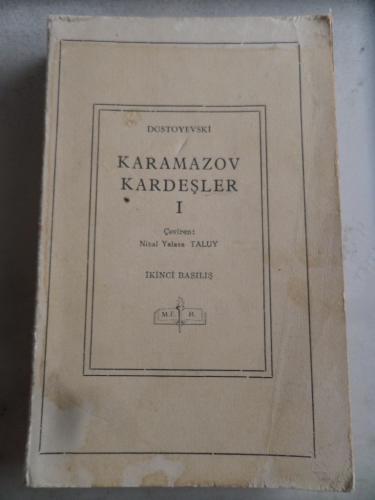 DOSTOYEVSKİ
KARAMAZOV
KARDEŞLER
I
Çeviren:
Nihal Yalaza TALUY
İKİNCİ BASILIŞ
M. E. B.